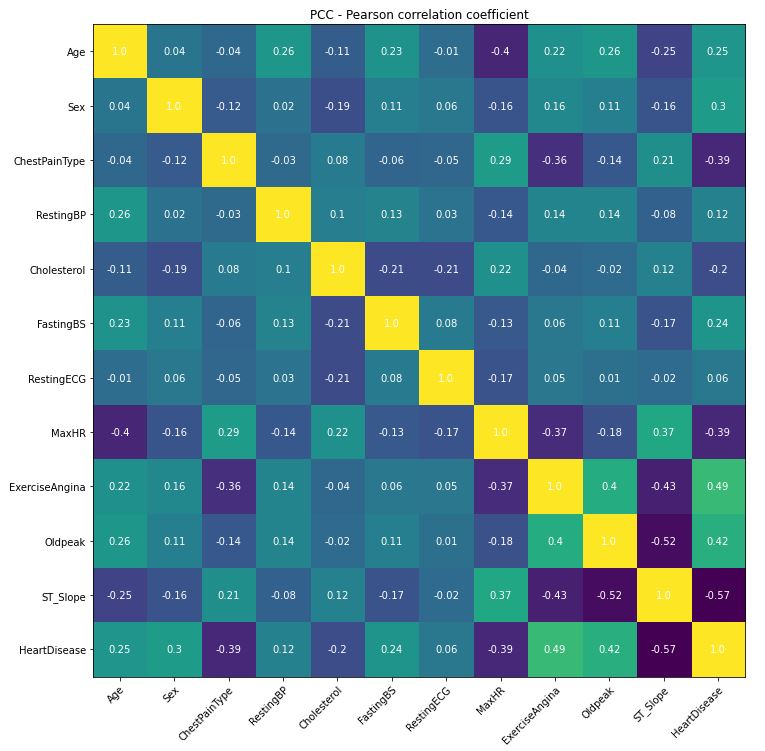 PCC - Pearson correlation coefficient
Age 1.0 0.04 -0.04 0.26 -0.11 0.23 -0.01 -0.4 0.22 0.26 -0.25 0.25
Sex 0.04 1.0 -0.12 0.02 -0.19 0.11 0.06 -0.16 0.16 0.11 -0.16 0.3
ChestPainType -0.04 -0.12 1.0 -0.03 0.08 -0.06 -0.05 0.29 -0.36 -0.14 0.21 -0.39
RestingBP 0.26 0.02 -0.03 1.0 0.1 0.13 0.03 -0.14 0.14 0.14 -0.08 0.12
Cholesterol -0.11 -0.19 0.08 0.1 1.0 -0.21 -0.21 0.22 -0.04 -0.02 0.12 -0.2
FastingBS 0.23 0.11 -0.06 0.13 -0.21 1.0 0.08 -0.13 0.06 0.11 -0.17 0.24
RestingECG -0.01 0.06 -0.05 0.03 -0.21 0.08 1.0 -0.17 0.05 0.01 -0.02 0.06
MaxHR -0.4 -0.16 0.29 -0.14 0.22 -0.13 -0.17 1.0 -0.37 -0.18 0.37 -0.39
ExerciseAngina 0.22 0.16 -0.36 0.14 -0.04 0.06 0.05 -0.37 1.0 0.4 -0.43 0.49
Oldpeak 0.26 0.11 -0.14 0.14 -0.02 0.11 0.01 -0.18 0.4 1.0 -0.52 0.42
ST_Slope -0.25 -0.16 0.21 -0.08 0.12 -0.17 -0.02 0.37 -0.43 -0.52 1.0 -0.57
HeartDisease 0.25 0.3 -0.39 0.12 -0.2 0.24 0.06 -0.39 0.49 0.42 -0.57 1.0
Age Sex ChestPainType RestingBP Cholesterol FastingBS RestingECG MaxHR ExerciseAngina Oldpeak ST_Slope HeartDisease